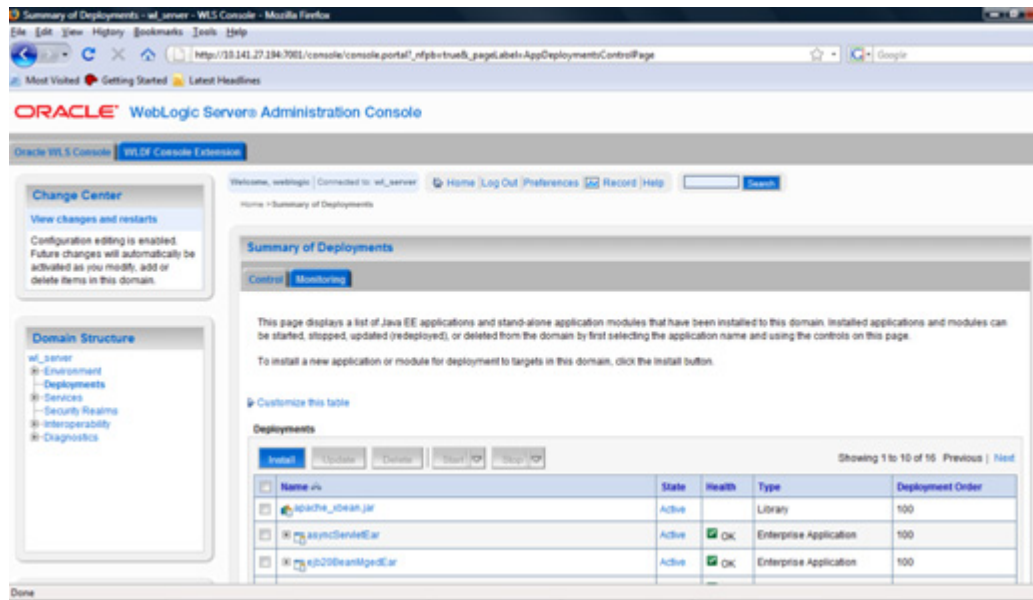 Summary of Deployments - wl_server - WLS Console - Mozilla Firefox
File Edit View History Bookmarks Tools Help
http://10.141.27.194:7001/console/console.portal?_nfpb=true&_pageLabel=AppDeploymentsControlPage
Google
Most Visited Getting Started Latest Headlines
ORACLE WebLogic Server® Administration Console
Oracle WLS Console WLDF Console Extension
Change Center
View changes and restarts
Configuration editing is enabled.
Future changes will automatically be
activated as you modify, add or
delete items in this domain.
Domain Structure
wl_server
Environment
Deployments
Services
Security Realms
Interoperability
Diagnostics
Welcome, weblogic Connected to: wl_server Home Log Out Preferences Record Help Search
Home >Summary of Deployments
Summary of Deployments
Control Monitoring
This page displays a list of Java EE applications and stand-alone application modules that have been installed to this domain. Installed applications and modules can
be started, stopped, updated (redeployed), or deleted from the domain by first selecting the application name and using the controls on this page.
To install a new application or module for deployment to targets in this domain, click the Install button.
Customize this table
Deployments
Install Update Delete Start Stop Showing 1 to 10 of 16 Previous | Next
Name State Health Type Deployment Order
apache_xbean.jar Active Library 100
asyncServletEar Active OK Enterprise Application 100
ejb20BeanMgedEar Active OK Enterprise Application 100
Done